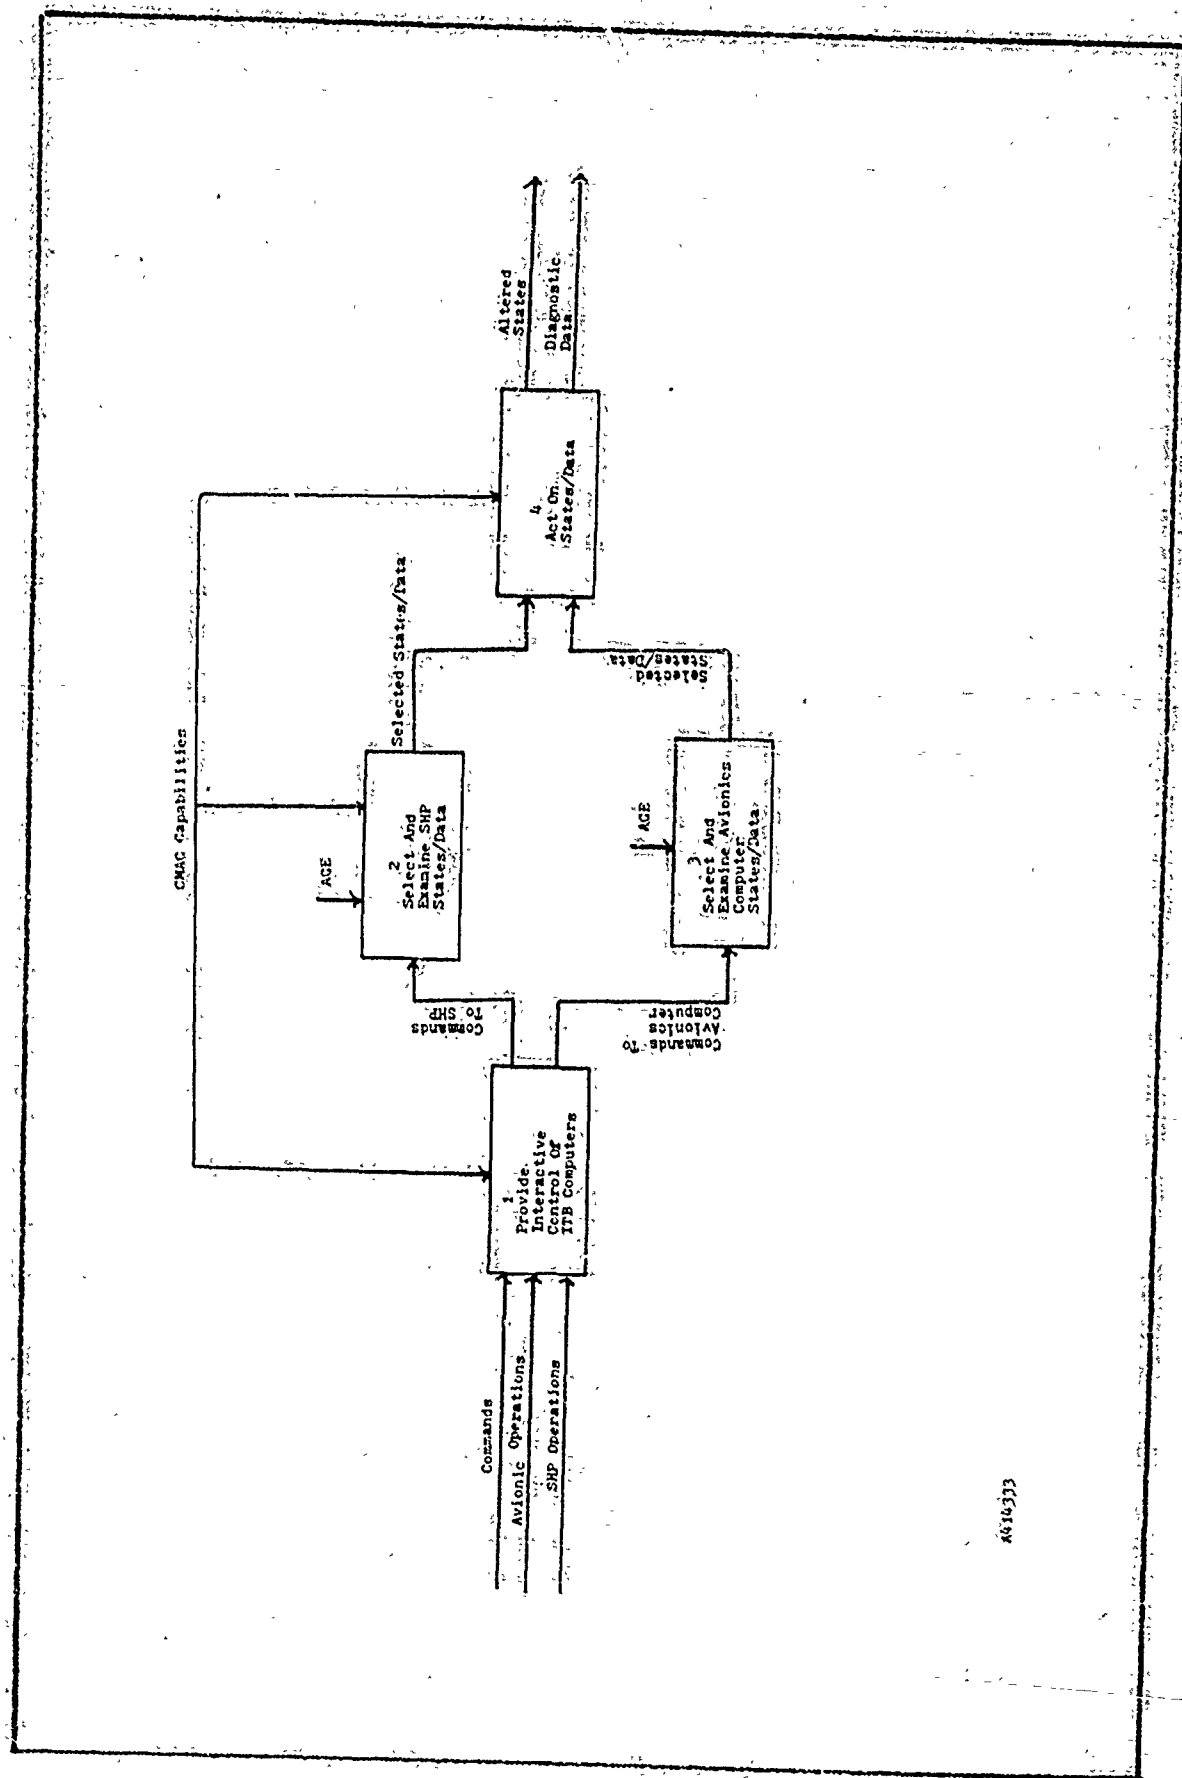 CMAC Capabilities
AGE
2
Select And
Examine SHP
States/Data
Selected States/Data
Altered
States
Diagnostic
Data
4
Act On
States/Data
Commands
Avionic Operations
SHP Operations
1
Provide
Interactive
Control Of
ITB Computers
Commands
To SHP
Commands To
Avionics
Computer
AGE
3
Select And
Examine Avionics
Computer
States/Data
Selected
States/Data
A414333